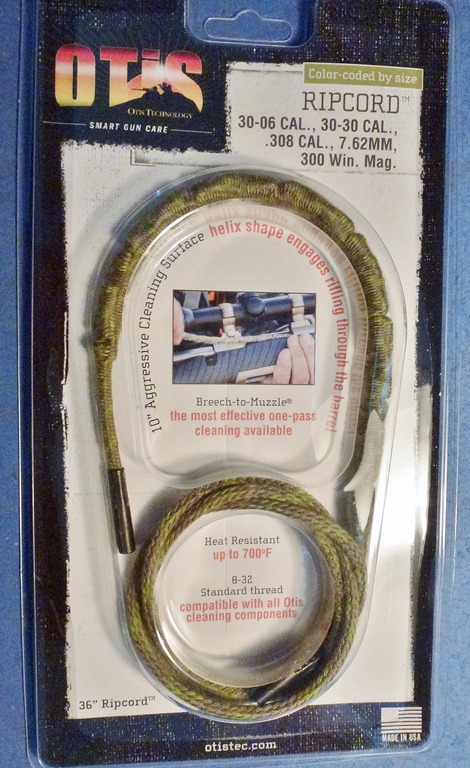 OTIS
OTIS TECHNOLOGY
SMART GUN CARE
Color-coded by size
RIPCORD™
30-06 CAL., 30-30 CAL.,
.308 CAL., 7.62MM,
300 Win. Mag.
10" Aggressive Cleaning Surface helix shape engages rifling through the barrel
Breech-to-Muzzle®
the most effective one-pass
cleaning available
Heat Resistant
up to 700ºF
8-32
Standard thread
compatible with all Otis
cleaning components
36" Ripcord™
MADE IN USA
otistec.com